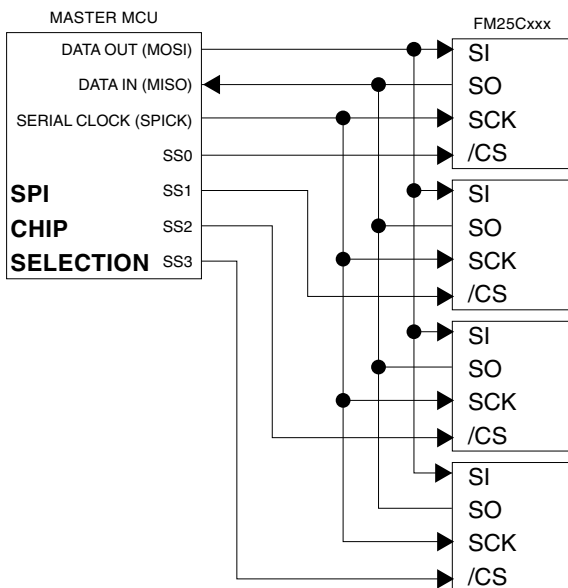 MASTER MCU
DATA OUT (MOSI)
DATA IN (MISO)
SERIAL CLOCK (SPICK)
SS0
SPI SS1
CHIP SS2
SELECTION SS3
FM25Cxxx
SI
SO
SCK
/CS
SI
SO
SCK
/CS
SI
SO
SCK
/CS
SI
SO
SCK
/CS